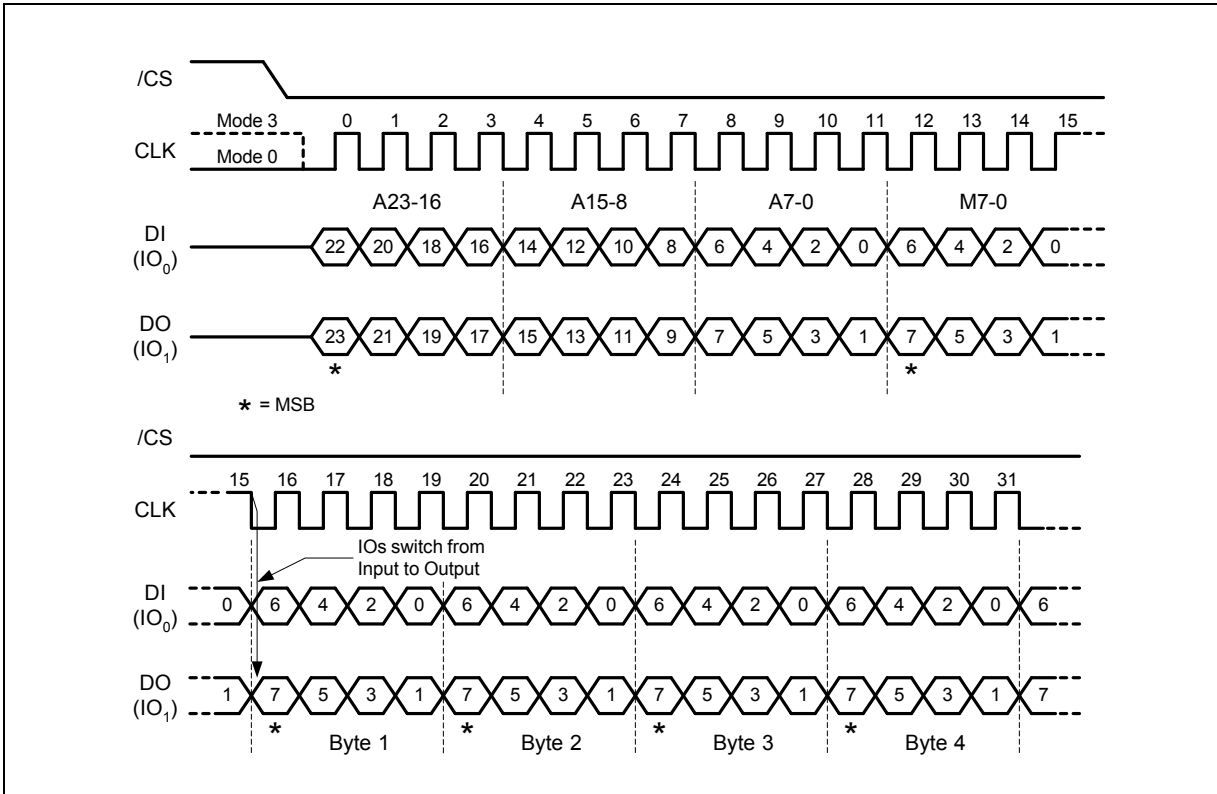 /CS
Mode 3
0 1 2 3 4 5 6 7 8 9 10 11 12 13 14 15
CLK
Mode 0
A23-16 A15-8 A7-0 M7-0
DI
(IO0)
22 20 18 16 14 12 10 8 6 4 2 0 6 4 2 0
DO
(IO1)
23 21 19 17 15 13 11 9 7 5 3 1 7 5 3 1
* *
* = MSB
/CS
15 16 17 18 19 20 21 22 23 24 25 26 27 28 29 30 31
CLK
IOs switch from
Input to Output
DI
(IO0)
0 6 4 2 0 6 4 2 0 6 4 2 0 6 4 2 0 6
DO
(IO1)
1 7 5 3 1 7 5 3 1 7 5 3 1 7 5 3 1 7
* * * *
Byte 1 Byte 2 Byte 3 Byte 4